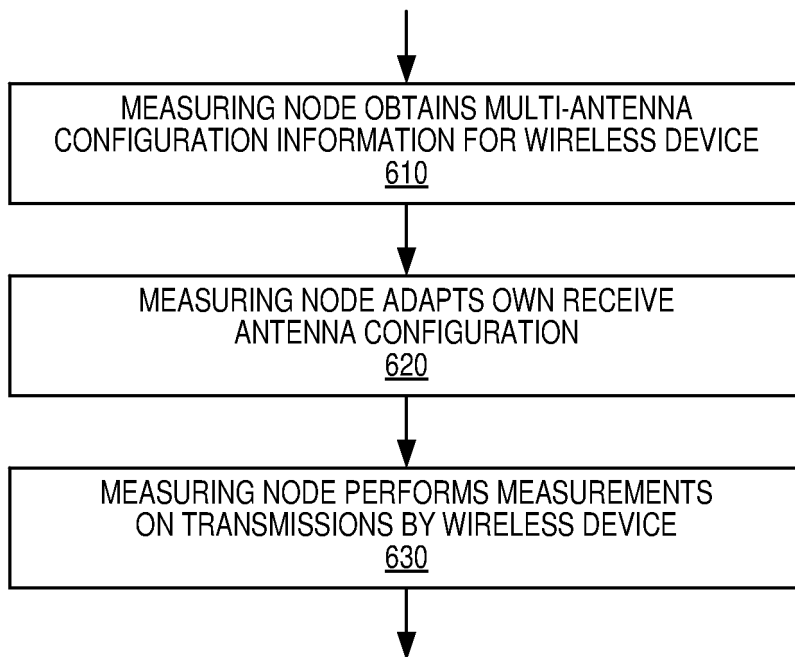 MEASURING NODE OBTAINS MULTI-ANTENNA
CONFIGURATION INFORMATION FOR WIRELESS DEVICE
610
MEASURING NODE ADAPTS OWN RECEIVE
ANTENNA CONFIGURATION
620
MEASURING NODE PERFORMS MEASUREMENTS
ON TRANSMISSIONS BY WIRELESS DEVICE
630